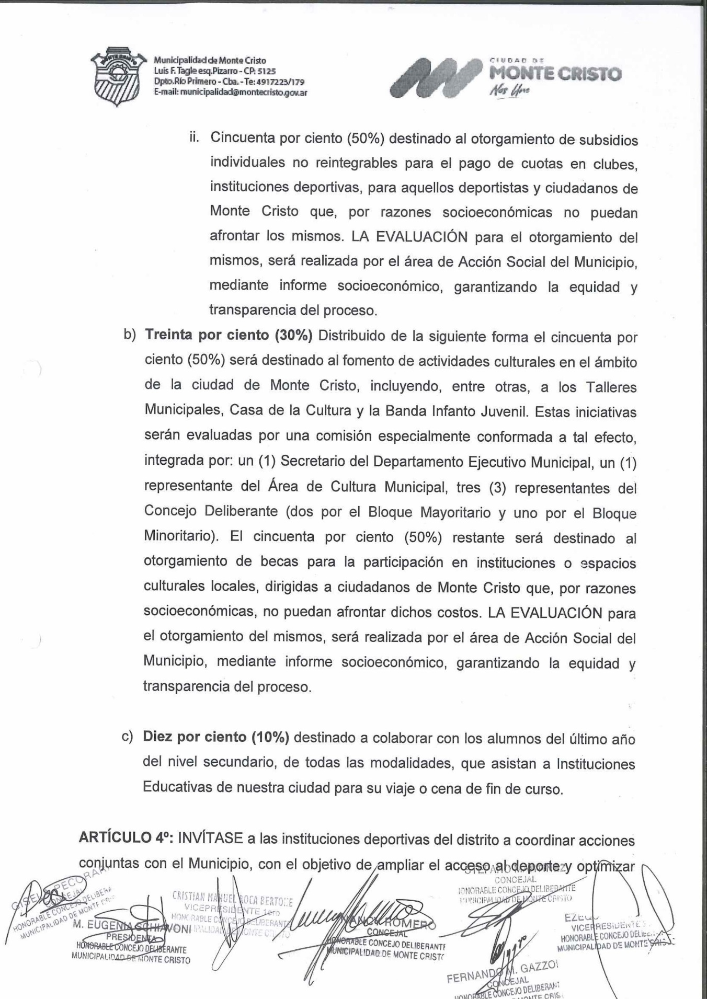 MONTE CRISTO
Municipalidad de Monte Cristo
Luis F. Tagle esq. Pizarro - CP: 5125
Dpto. Río Primero - Cba. - Te: 4917223/179
E-mail: municipalidad@montecristo.gov.ar
CIUDAD DE
MONTE CRISTO
Nos Une
ii. Cincuenta por ciento (50%) destinado al otorgamiento de subsidios
individuales no reintegrables para el pago de cuotas en clubes,
instituciones deportivas, para aquellos deportistas y ciudadanos de
Monte Cristo que, por razones socioeconómicas no puedan
afrontar los mismos. LA EVALUACIÓN para el otorgamiento del
mismos, será realizada por el área de Acción Social del Municipio,
mediante informe socioeconómico, garantizando la equidad y
transparencia del proceso.
b) Treinta por ciento (30%) Distribuido de la siguiente forma el cincuenta por
ciento (50%) será destinado al fomento de actividades culturales en el ámbito
de la ciudad de Monte Cristo, incluyendo, entre otras, a los Talleres
Municipales, Casa de la Cultura y la Banda Infanto Juvenil. Estas iniciativas
serán evaluadas por una comisión especialmente conformada a tal efecto,
integrada por: un (1) Secretario del Departamento Ejecutivo Municipal, un (1)
representante del Área de Cultura Municipal, tres (3) representantes del
Concejo Deliberante (dos por el Bloque Mayoritario y uno por el Bloque
Minoritario). El cincuenta por ciento (50%) restante será destinado al
otorgamiento de becas para la participación en instituciones o espacios
culturales locales, dirigidas a ciudadanos de Monte Cristo que, por razones
socioeconómicas, no puedan afrontar dichos costos. LA EVALUACIÓN para
el otorgamiento del mismos, será realizada por el área de Acción Social del
Municipio, mediante informe socioeconómico, garantizando la equidad y
transparencia del proceso.
c) Diez por ciento (10%) destinado a colaborar con los alumnos del último año
del nivel secundario, de todas las modalidades, que asistan a Instituciones
Educativas de nuestra ciudad para su viaje o cena de fin de curso.
ARTÍCULO 4º: INVÍTASE a las instituciones deportivas del distrito a coordinar acciones
conjuntas con el Municipio, con el objetivo de ampliar el acceso al deporte y optimizar
CONCEJAL
HONORABLE CONCEJO DELIBERA
MUNICIPALIDAD DE MONTE CRIS
M. EUGENIA SCHIAVONI
PRESIDENTA
HONORABLE CONCEJO DELIBERANTE
MUNICIPALIDAD DE MONTE CRISTO
CRISTIAN MANUEL ROCA BERTONE
VICEPRESIDENTE 1ero
HONORABLE CONCEJO DELIBERANTE
NANCY ROMERO
CONCEJAL
HONORABLE CONCEJO DELIBERANTE
MUNICIPALIDAD DE MONTE CRISTO
STEFANO MARTINEZ
CONCEJAL
HONORABLE CONCEJO DELIBERANTE
MUNICIPALIDAD DE MONTE CRISTO
VICEPRESIDENTE
HONORABLE CONCEJO DELIBE
MUNICIPALIDAD DE MONTE CRISTO
FERNANDO M. GAZZO
CONCEJAL
HONORABLE CONCEJO DELIBERANT
MONTE CRIS